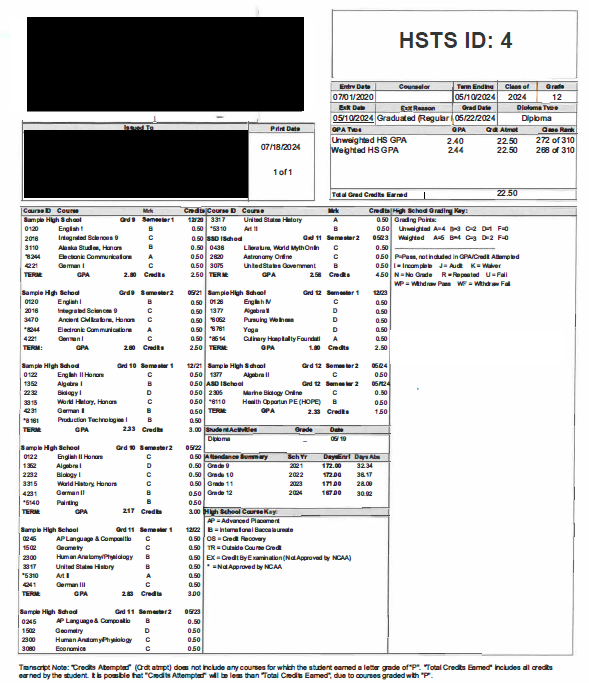 HSTS ID: 4
Entry Date Counselor Term Ending Class of Grade
07/01/2020 05/10/2024 2024 12
Exit Date Exit Reason Grad Date Diploma Type
05/10/2024 Graduated (Regular 05/22/2024 Diploma
GPA Type GPA Crdt Atmpt Class Rank
Unweighted HS GPA 2.40 22.50 272 of 310
Weighted HS GPA 2.44 22.50 268 of 310
Total Grad Credits Earned 22.50
Issued To Print Date
07/18/2024
1 of 1
Course ID Course Mrk Credits
Sample High School Grd 9 Semester 1 12/20
0120 English I B 0.50
2016 Integrated Sciences 9 C 0.50
3110 Alaska Studies, Honors B 0.50
*8244 Electronic Communications A 0.50
4221 German I C 0.50
TERM: GPA 2.80 Credits 2.50
Sample High School Grd 9 Semester 2 05/21
0120 English I B 0.50
2016 Integrated Sciences 9 C 0.50
3470 Ancient Civilizations, Honors C 0.50
*8244 Electronic Communications A 0.50
4221 German I C 0.50
TERM: GPA 2.60 Credits 2.50
Sample High School Grd 10 Semester 1 12/21
0122 English II Honors C 0.50
1352 Algebra I B 0.50
2232 Biology I D 0.50
3315 World History, Honors C 0.50
4231 German II B 0.50
*8161 Production Technologies I B 0.50
TERM: GPA 2.33 Credits 3.00
Sample High School Grd 10 Semester 2 05/22
0122 English II Honors C 0.50
1352 Algebra I D 0.50
2232 Biology I C 0.50
3315 World History, Honors C 0.50
4231 German II B 0.50
*5140 Painting B 0.50
TERM: GPA 2.17 Credits 3.00
Sample High School Grd 11 Semester 1 12/22
0245 AP Language & Compositio C 0.50
1502 Geometry C 0.50
2300 Human Anatomy/Physiology B 0.50
3317 United States History B 0.50
*5310 Art II A 0.50
4241 German III C 0.50
TERM: GPA 2.83 Credits 3.00
Sample High School Grd 11 Semester 2 05/23
0245 AP Language & Compositio B 0.50
1502 Geometry D 0.50
2300 Human Anatomy/Physiology C 0.50
3080 Economics C 0.50
Course ID Course Mrk Credits
3317 United States History A 0.50
*5310 Art II B 0.50
SSD ISchool Grd 11 Semester 2 05/23
0436 Literature, World Myth Onlin C 0.50
2620 Astronomy Online C 0.50
3075 United States Government B 0.50
TERM: GPA 2.56 Credits 4.50
Sample High School Grd 12 Semester 1 12/23
0126 English IV C 0.50
1377 Algebra II D 0.50
*6052 Pursuing Wellness D 0.50
*6761 Yoga D 0.50
*8514 Culinary Hospitality Foundati A 0.50
TERM: GPA 1.80 Credits 2.50
Sample High School Grd 12 Semester 2 05/24
1377 Algebra II C 0.50
ASD ISchool Grd 12 Semester 2 05/24
2305 Marine Biology Online C 0.50
*6110 Health Opportun PE (HOPE) B 0.50
TERM: GPA 2.33 Credits 1.50
Student Activities Grade Date
Diploma _ 05/19
Attendance Summary Sch Yr Days Enrl Days Abs
Grade 9 2021 172.00 32.34
Grade 10 2022 172.00 36.17
Grade 11 2023 171.00 28.09
Grade 12 2024 167.00 30.92
High School Course Key:
AP = Advanced Placement
IB = International Baccalaureate
OS = Credit Recovery
TR = Outside Course Credit
EX = Credit By Examination (Not Approved by NCAA)
* = Not Approved by NCAA
High School Grading Key:
Grading Points:
Unweighted A=4 B=3 C=2 D=1 F=0
Weighted A=5 B=4 C=3 D=2 F=0
P=Pass, not included in GPA/Credit Attempted
I = Incomplete J = Audit K = Waiver
N = No Grade R = Repeated U = Fail
WP = Withdraw Pass WF = Withdraw Fail
Transcript Note: "Credits Attempted" (Crdt atmpt) does not include any courses for which the student earned a letter grade of "P". "Total Credits Earned" includes all credits
earned by the student. It is possible that "Credits Attempted" will be less than "Total Credits Earned", due to courses graded with "P".